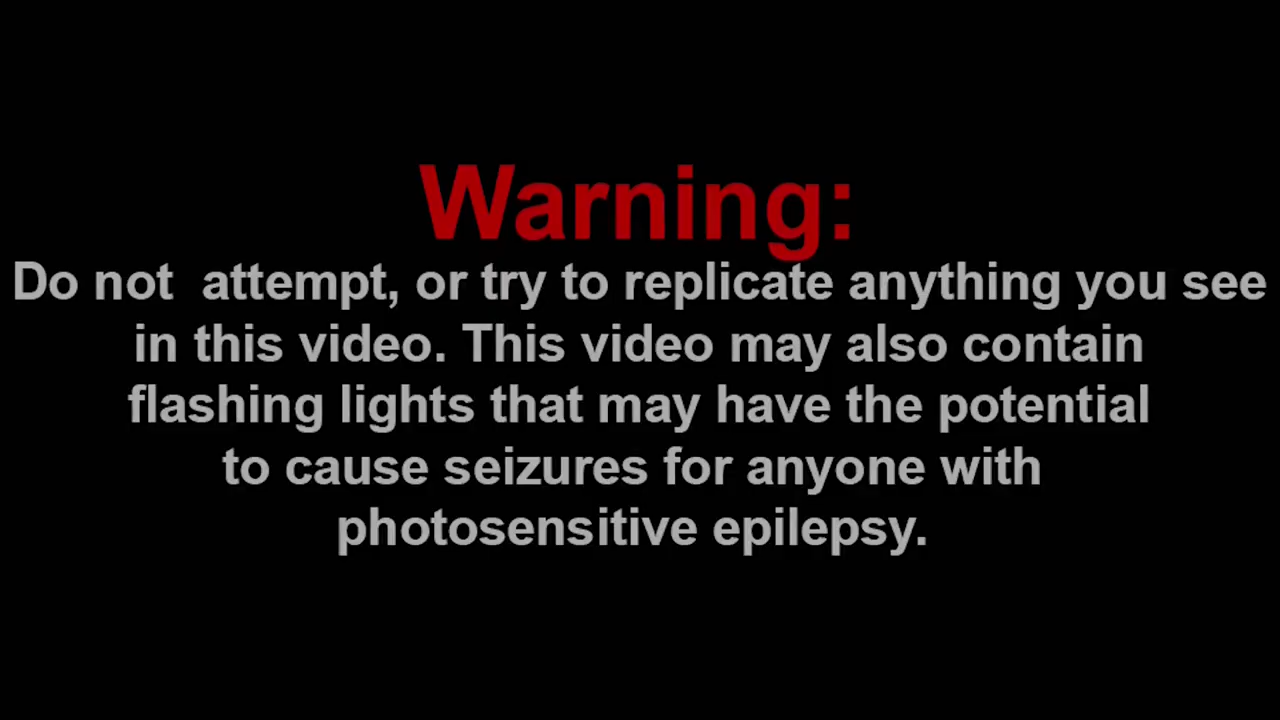 Warning:
Do not  attempt, or try to replicate anything you see
in this video. This video may also contain
flashing lights that may have the potential
to cause seizures for anyone with
photosensitive epilepsy.